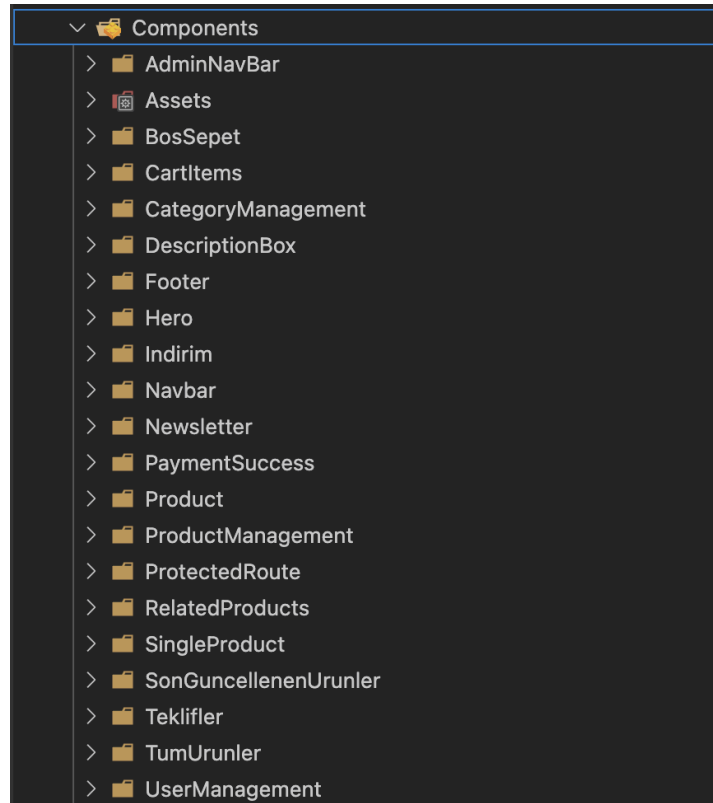 Components
AdminNavBar
Assets
BosSepet
CartItems
CategoryManagement
DescriptionBox
Footer
Hero
Indirim
Navbar
Newsletter
PaymentSuccess
Product
ProductManagement
ProtectedRoute
RelatedProducts
SingleProduct
SonGuncellenenUrunler
Teklifler
TumUrunler
UserManagement